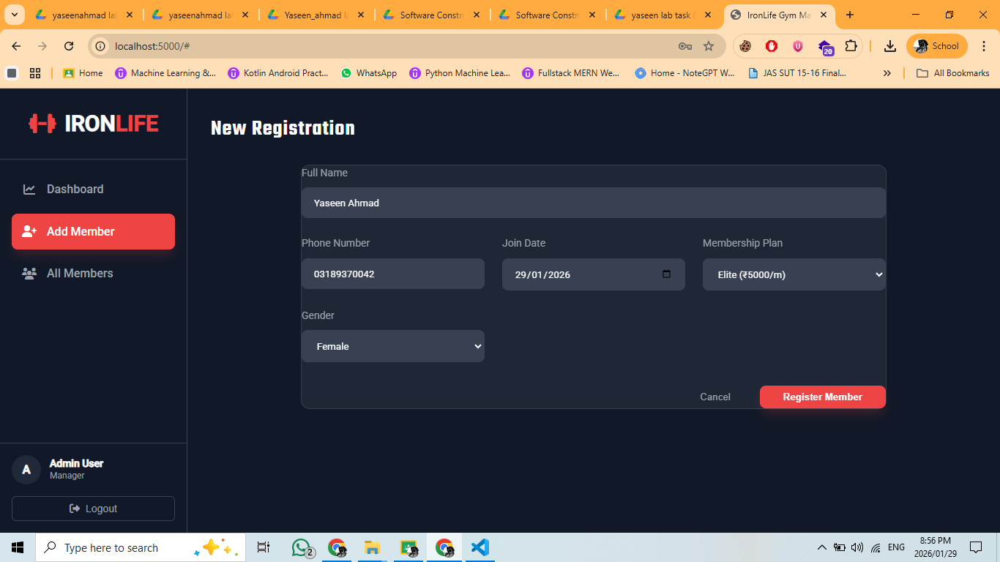 yaseenahmad la
yaseenahmad la
Yaseen_ahmad l
Software Constr
Software Constr
yaseen lab task
IronLife Gym Ma
localhost:5000/#
20
School
Home
Machine Learning &...
Kotlin Android Pract...
WhatsApp
Python Machine Lea...
Fullstack MERN We...
Home - NoteGPT W...
JAS SUT 15-16 Final...
All Bookmarks
IRONLIFE
Dashboard
Add Member
All Members
A
Admin User
Manager
Logout
New Registration
Full Name
Yaseen Ahmad
Phone Number
Join Date
Membership Plan
03189370042
29/01/2026
Elite (₹5000/m)
Gender
Female
Cancel
Register Member
Type here to search
2
ENG
8:56 PM
2026/01/29